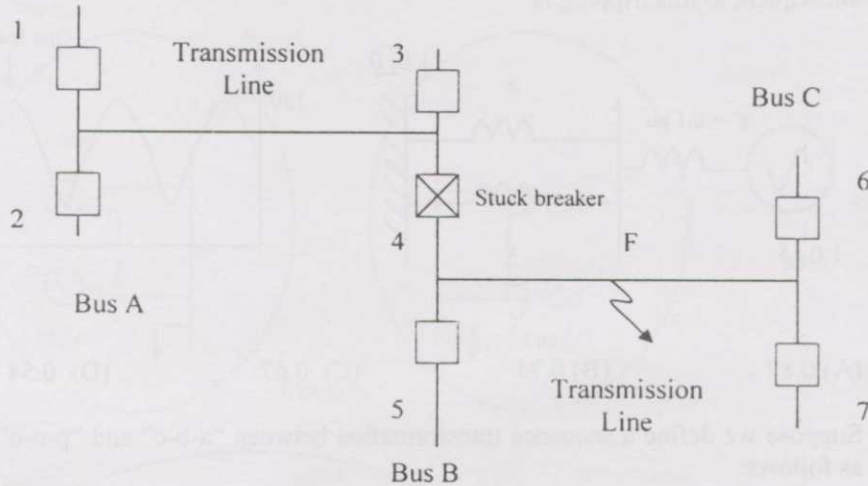 1
Transmission
Line
3
Bus C
2
Stuck breaker
6
4
F
Bus A
Transmission
Line
5
7
Bus B